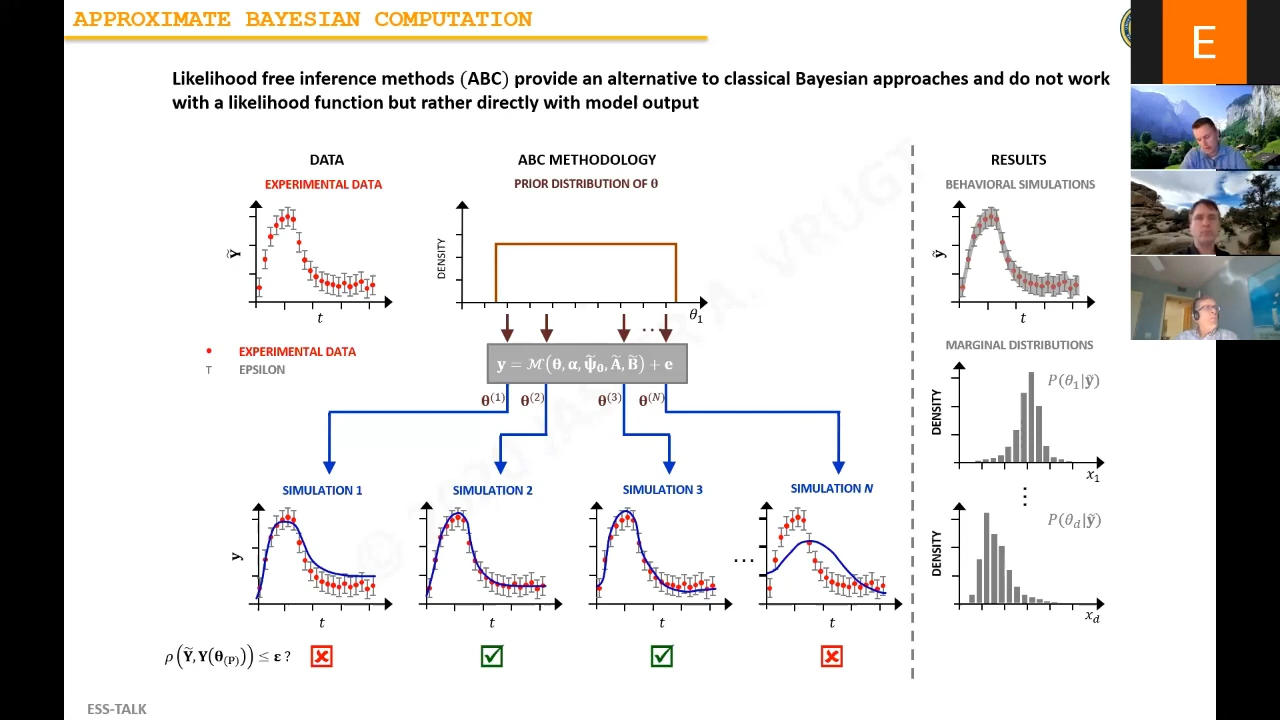 APPROXIMATE BAYESIAN COMPUTATION
E
Likelihood free inference methods (ABC) provide an alternative to classical Bayesian approaches and do not work
with a likelihood function but rather directly with model output
DATA
ABC METHODOLOGY
RESULTS
EXPERIMENTAL DATA
PRIOR DISTRIBUTION OF θ
BEHAVIORAL SIMULATIONS
Ỹ
t
DENSITY
θ₁
ỹ
t
EXPERIMENTAL DATA
T EPSILON
y = ℳ(θ, α, ψ̃₀, Ã, B̃) + e
MARGINAL DISTRIBUTIONS
DENSITY
P(θ₁|ỹ)
x₁
θ⁽¹⁾ θ⁽²⁾ θ⁽³⁾ θ⁽ᴺ⁾
SIMULATION 1
SIMULATION 2
SIMULATION 3
SIMULATION N
y
t
t
t
t
...
DENSITY
P(θ_d|ỹ)
x_d
ρ(Ỹ, Y(θ₍P₎)) ≤ ε ?
ESS-TALK